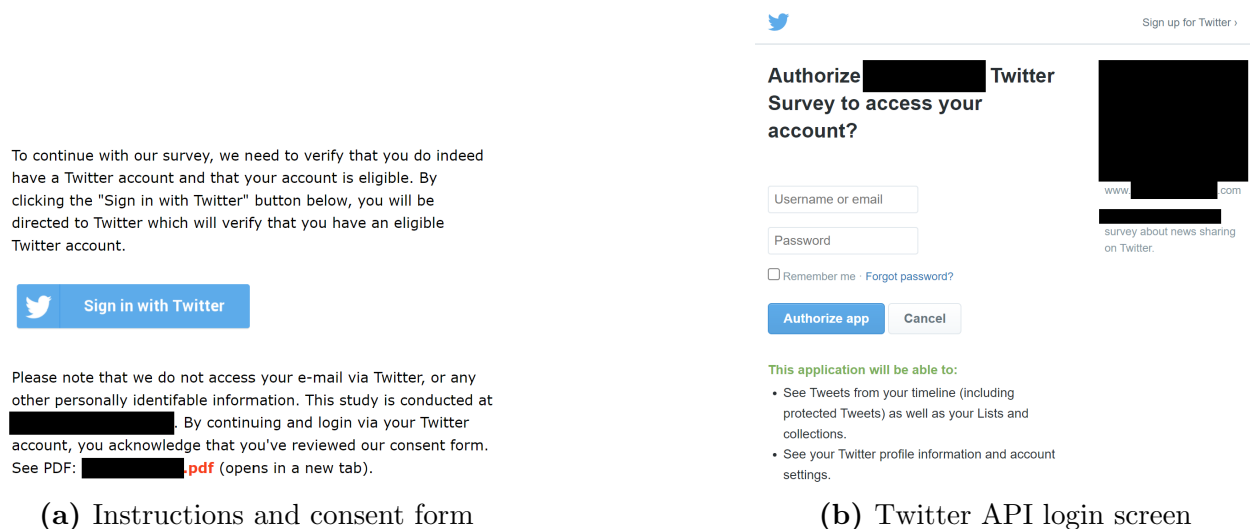 To continue with our survey, we need to verify that you do indeed
have a Twitter account and that your account is eligible. By
clicking the "Sign in with Twitter" button below, you will be
directed to Twitter which will verify that you have an eligible
Twitter account.
Sign in with Twitter
Please note that we do not access your e-mail via Twitter, or any
other personally identifable information. This study is conducted at
. By continuing and login via your Twitter
account, you acknowledge that you've reviewed our consent form.
See PDF: .pdf (opens in a new tab).
(a) Instructions and consent form
Sign up for Twitter ›
Authorize Twitter
Survey to access your
account?
Username or email
Password
Remember me · Forgot password?
Authorize app Cancel
This application will be able to:
• See Tweets from your timeline (including
protected Tweets) as well as your Lists and
collections.
• See your Twitter profile information and account
settings.
www. .com
survey about news sharing
on Twitter.
(b) Twitter API login screen